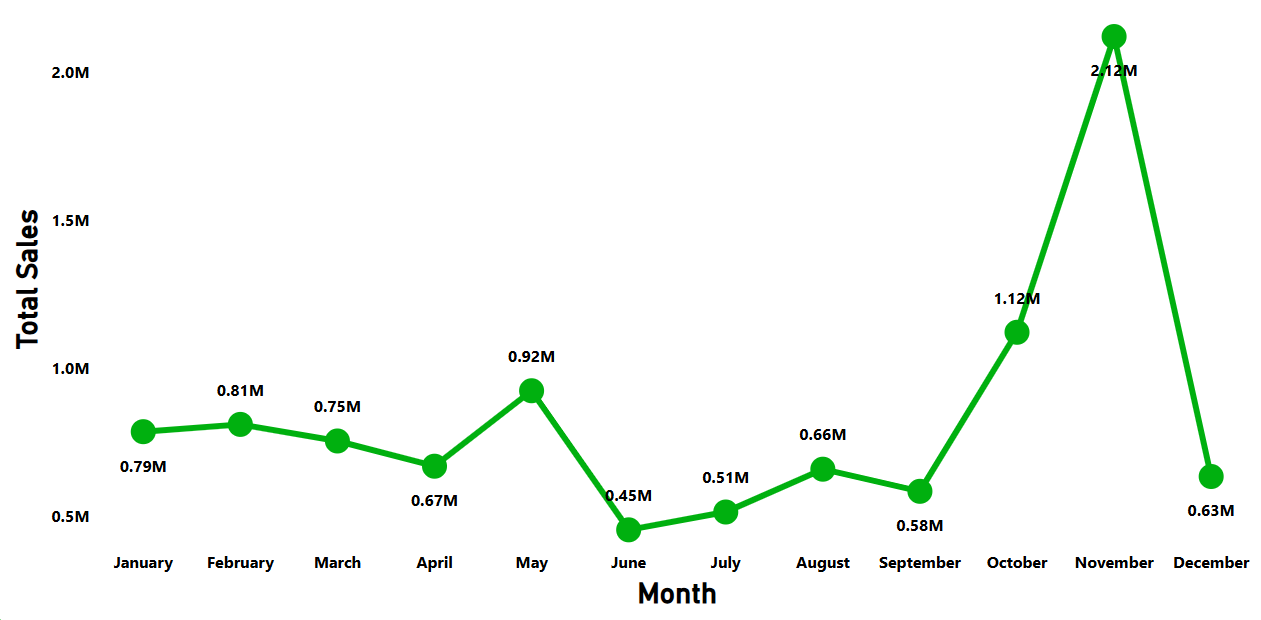 2.0M
1.5M
1.0M
0.5M
Total Sales
0.79M
0.81M
0.75M
0.67M
0.92M
0.45M
0.51M
0.66M
0.58M
1.12M
2.12M
0.63M
January February March April May June July August September October November December
Month